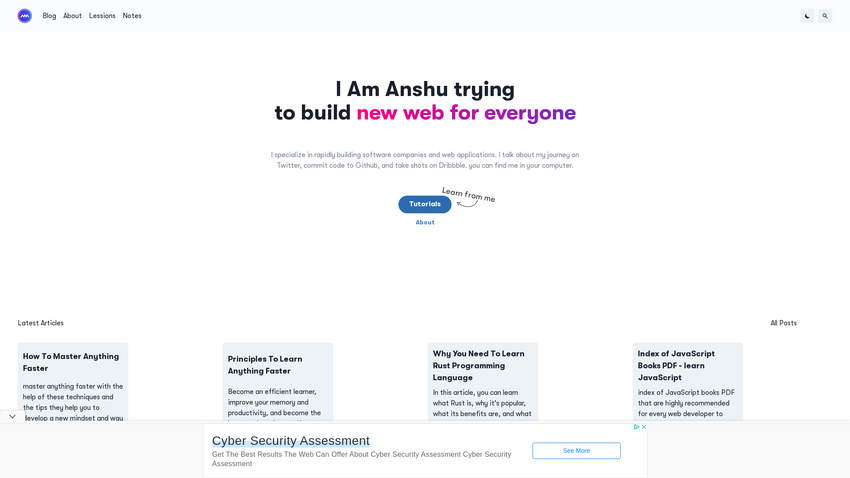 Blog About Lessions Notes
I Am Anshu trying
to build new web for everyone
I specialize in rapidly building software companies and web applications. I talk about my journey on
Twitter, commit code to Github, and take shots on Dribbble. you can find me in your computer.
Learn from me
Tutorials
About
Latest Articles
All Posts
How To Master Anything
Faster
master anything faster with the
help of these techniques and
the tips they help you to
develop a new mindset and way
Principles To Learn
Anything Faster
Become an efficient learner,
improve your memory and
productivity, and become the
Why You Need To Learn
Rust Programming
Language
In this article, you can learn
what Rust is, why it's popular,
what its benefits are, and what
Index of JavaScript
Books PDF - learn
JavaScript
index of JavaScript books PDF
that are highly recommended
for every web developer to
Cyber Security Assessment
Get The Best Results The Web Can Offer About Cyber Security Assessment Cyber Security
Assessment
See More